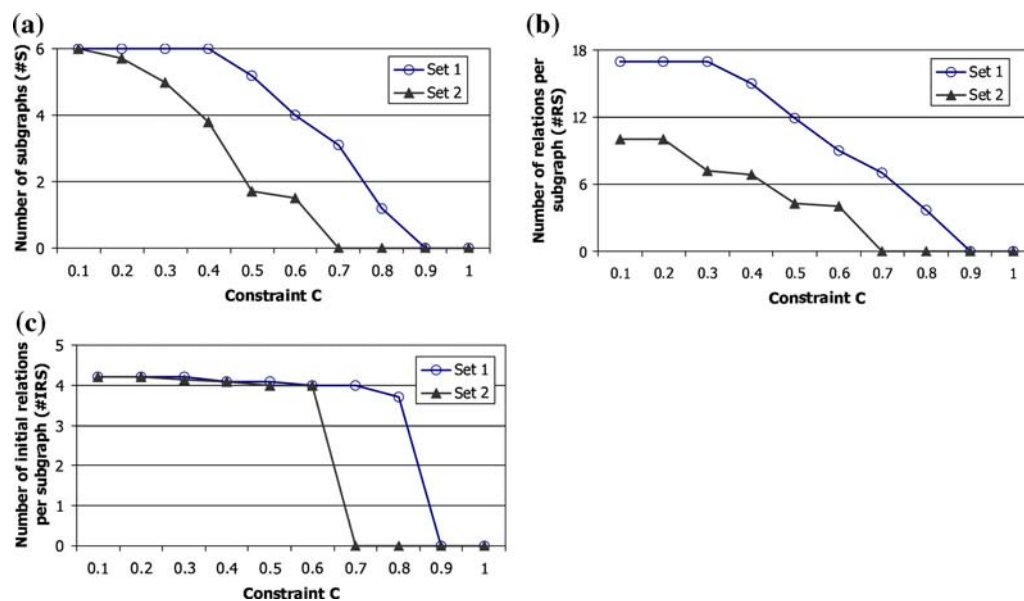 (a)
Number of subgraphs (#S)
6
4
2
0
0.1 0.2 0.3 0.4 0.5 0.6 0.7 0.8 0.9 1
Constraint C
Set 1
Set 2
(b)
Number of relations per
subgraph (#RS)
18
12
6
0
0.1 0.2 0.3 0.4 0.5 0.6 0.7 0.8 0.9 1
Constraint C
Set 1
Set 2
(c)
Number of initial relations
per subgraph (#IRS)
5
4
3
2
1
0
0.1 0.2 0.3 0.4 0.5 0.6 0.7 0.8 0.9 1
Constraint C
Set 1
Set 2